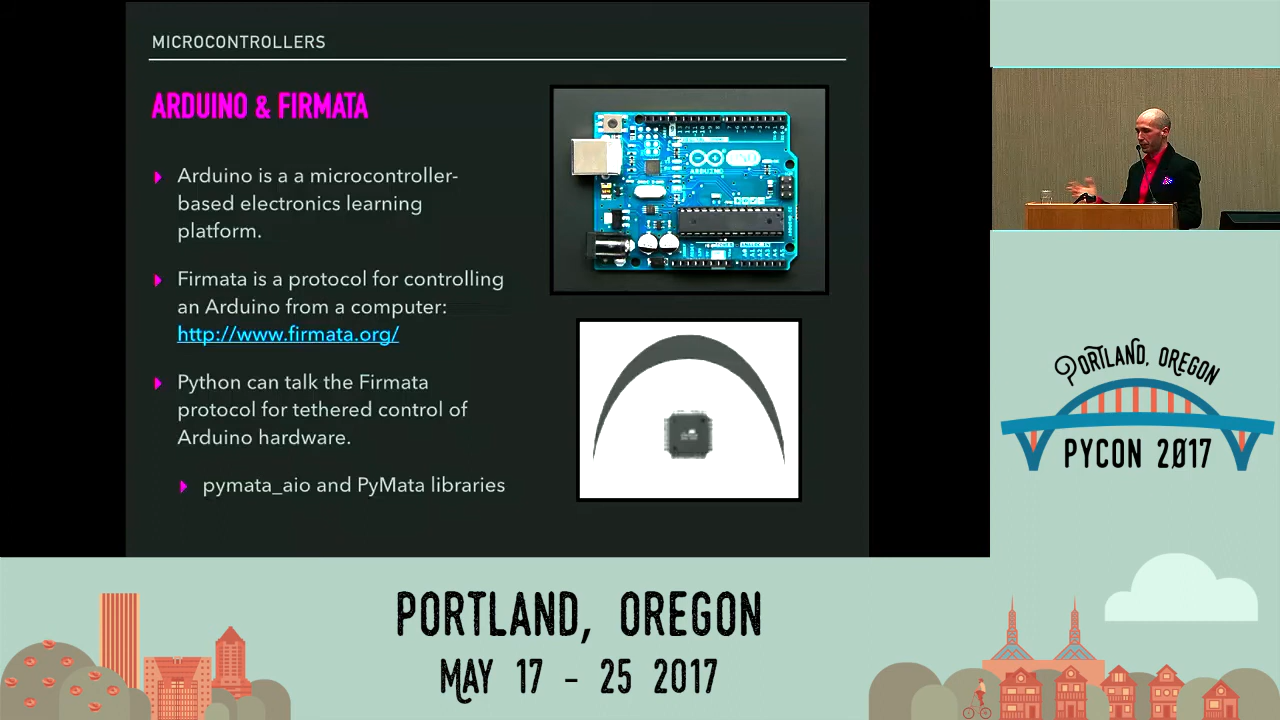 MICROCONTROLLERS
ARDUINO & FIRMATA
Arduino is a a microcontroller-
based electronics learning
platform.
Firmata is a protocol for controlling
an Arduino from a computer:
http://www.firmata.org/
Python can talk the Firmata
protocol for tethered control of
Arduino hardware.
pymata_aio and PyMata libraries
ARDUINO
PORTLAND, OREGON
PYCON 2017
PORTLAND, OREGON
MAY 17 - 25 2017